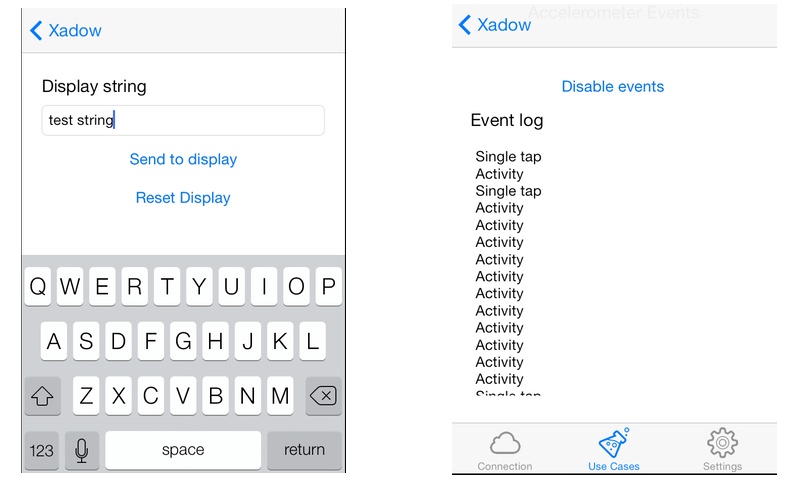 Xadow
Display string
test string
Send to display
Reset Display
Q W E R T Y U I O P
A S D F G H J K L
Z X C V B N M
123 space return
Accelerometer Events
Xadow
Disable events
Event log
Single tap
Activity
Single tap
Activity
Activity
Activity
Activity
Activity
Activity
Activity
Activity
Activity
Activity
Activity
Single tap
Connection Use Cases Settings